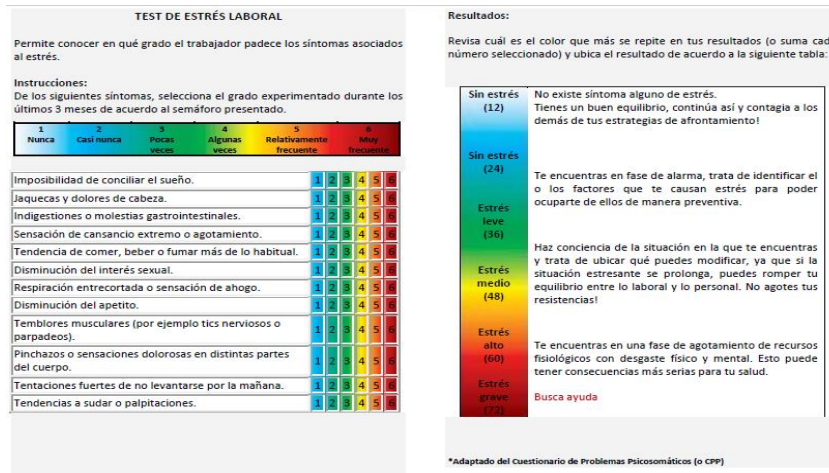 TEST DE ESTRÉS LABORAL
Permite conocer en qué grado el trabajador padece los síntomas asociados
al estrés.
Instrucciones:
De los siguientes síntomas, selecciona el grado experimentado durante los
últimos 3 meses de acuerdo al semáforo presentado.
1 2 3 4 5 6
Nunca Casi nunca Pocas Algunas Relativamente Muy
veces veces frecuente frecuente
Imposibilidad de conciliar el sueño. 1 2 3 4 5 6
Jaquecas y dolores de cabeza. 1 2 3 4 5 6
Indigestiones o molestias gastrointestinales. 1 2 3 4 5 6
Sensación de cansancio extremo o agotamiento. 1 2 3 4 5 6
Tendencia de comer, beber o fumar más de lo habitual. 1 2 3 4 5 6
Disminución del interés sexual. 1 2 3 4 5 6
Respiración entrecortada o sensación de ahogo. 1 2 3 4 5 6
Disminución del apetito. 1 2 3 4 5 6
Temblores musculares (por ejemplo tics nerviosos o
parpadeos). 1 2 3 4 5 6
Pinchazos o sensaciones dolorosas en distintas partes
del cuerpo. 1 2 3 4 5 6
Tentaciones fuertes de no levantarse por la mañana. 1 2 3 4 5 6
Tendencias a sudar o palpitaciones. 1 2 3 4 5 6
Resultados:
Revisa cuál es el color que más se repite en tus resultados (o suma cad
número seleccionado) y ubica el resultado de acuerdo a la siguiente tabla:
Sin estrés
(12)
No existe síntoma alguno de estrés.
Tienes un buen equilibrio, continúa así y contagia a los
demás de tus estrategias de afrontamiento!
Sin estrés
(24)
Te encuentras en fase de alarma, trata de identificar el
o los factores que te causan estrés para poder
ocuparte de ellos de manera preventiva.
Estrés
leve
(36)
Haz conciencia de la situación en la que te encuentras
y trata de ubicar qué puedes modificar, ya que si la
situación estresante se prolonga, puedes romper tu
equilibrio entre lo laboral y lo personal. No agotes tus
resistencias!
Estrés
medio
(48)
Estrés
alto
(60)
Te encuentras en una fase de agotamiento de recursos
fisiológicos con desgaste físico y mental. Esto puede
tener consecuencias más serias para tu salud.
Estrés
grave
(72)
Busca ayuda
*Adaptado del Cuestionario de Problemas Psicosomáticos (o CPP)